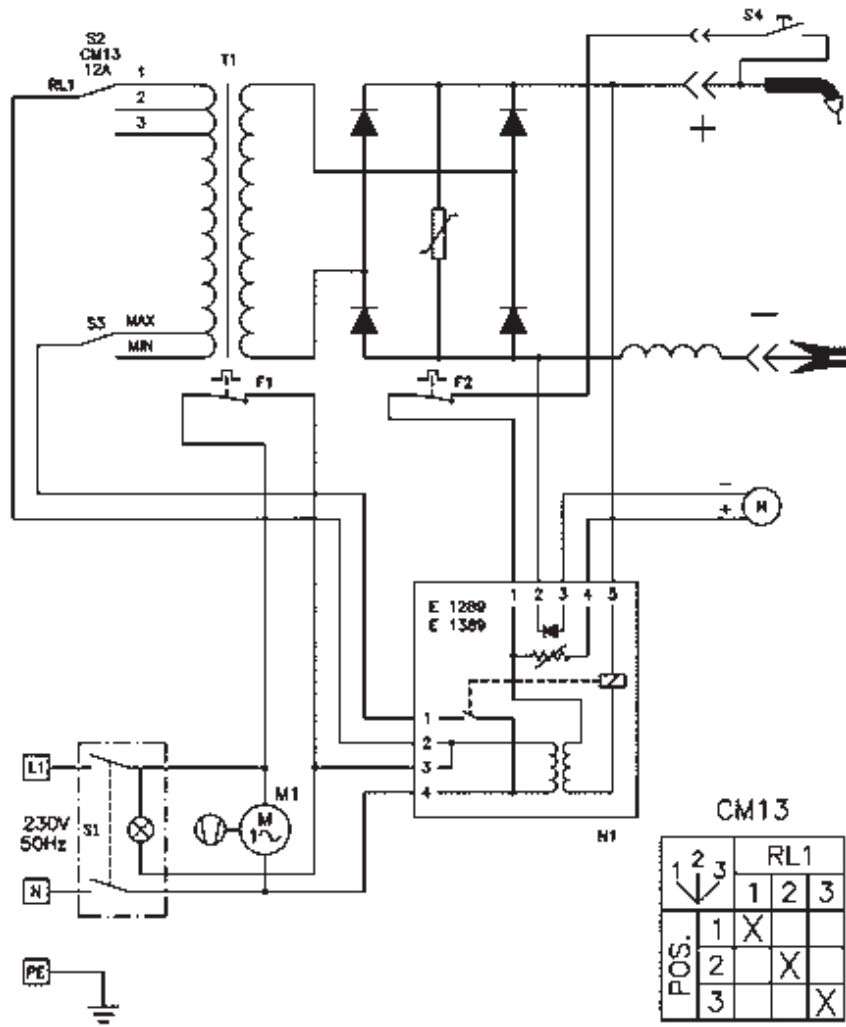 S4
S2
CM13
12A
T1
RL1
1
2
3
+
S3
MAX
MIN
−
F1
F2
−
+
M
1 2 3 4 5
E 1289
E 1389
1
2
3
4
L1
230V
50Hz
S1
M1
M
1~
N
N1
PE
CM13
1 2 3
RL1
1 2 3
POS.
1 X
2 X
3 X